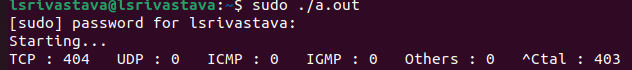 lsrivastava@lsrivastava:~$ sudo ./a.out
[sudo] password for lsrivastava:
Starting...
TCP : 404   UDP : 0   ICMP : 0   IGMP : 0   Others : 0   ^Ctal : 403